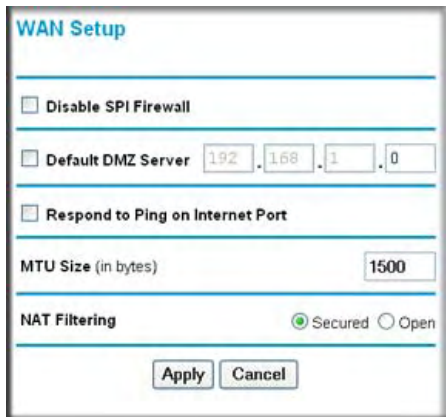 WAN Setup
Disable SPI Firewall
Default DMZ Server 192 . 168 . 1 . 0
Respond to Ping on Internet Port
MTU Size (in bytes) 1500
NAT Filtering Secured Open
Apply Cancel